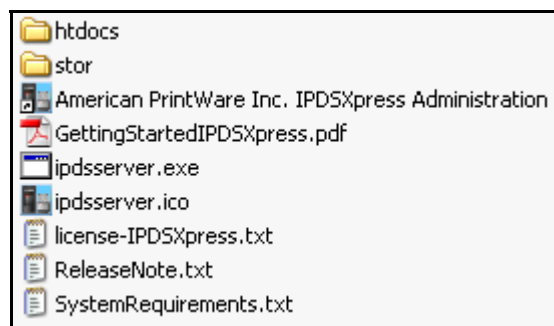 htdocs
stor
American PrintWare Inc. IPDSXpress Administration
GettingStartedIPDSXpress.pdf
ipdsserver.exe
ipdsserver.ico
license-IPDSXpress.txt
ReleaseNote.txt
SystemRequirements.txt